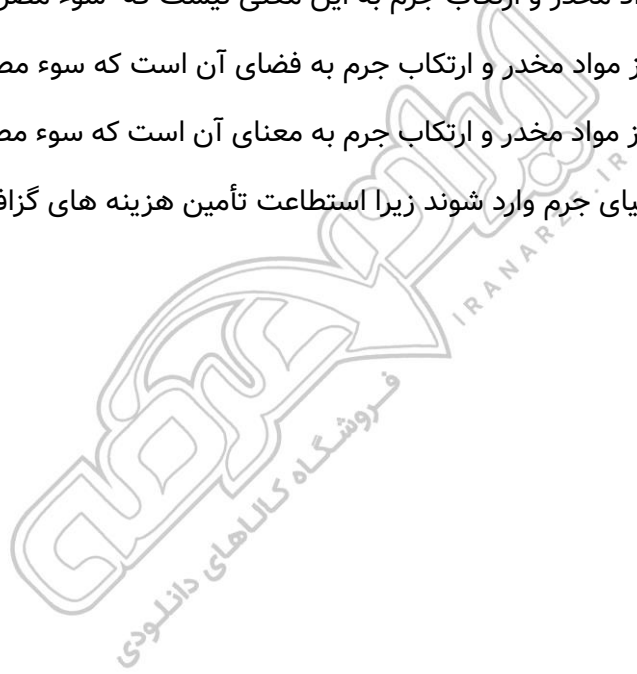 د مخدر و ارتکاب جرم به این معنی نیست که سوء مصر
ز مواد مخدر و ارتکاب جرم به فضای آن است که سوء مص
ز مواد مخدر و ارتکاب جرم به معنای آن است که سوء مص
یای جرم وارد شوند زیرا استطاعت تأمین هزینه های گزاف
IRANARZE.IR
ایران عرضه
فروشگاه کالاهای دانلودی